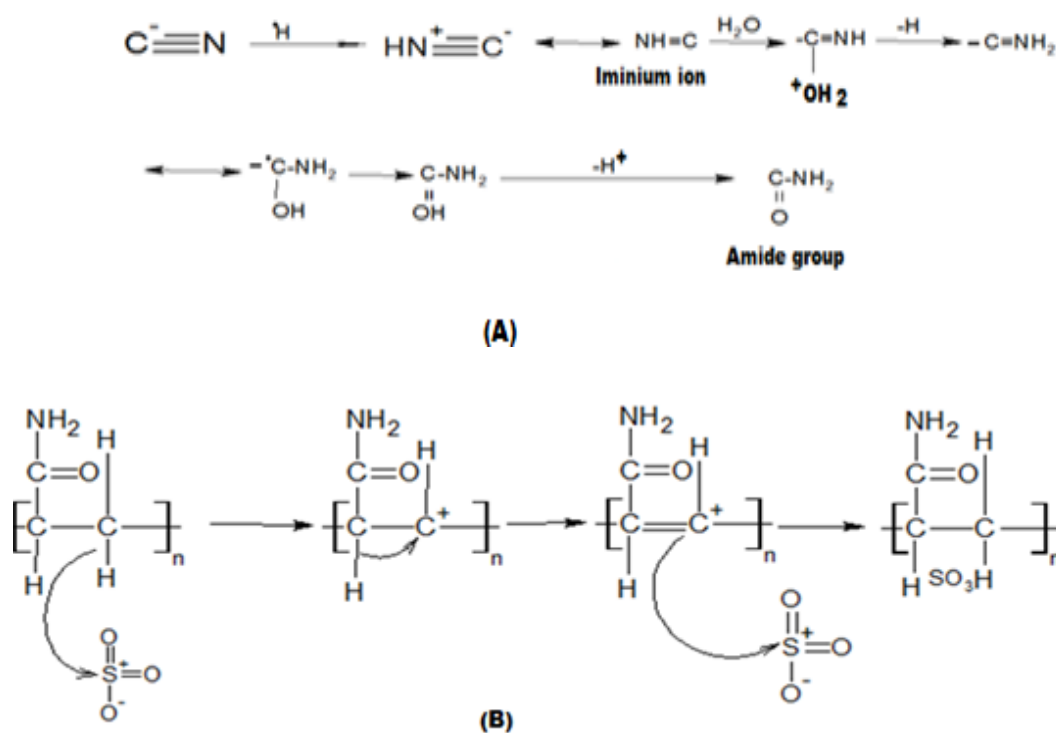 C⁻≡N ⁺H HN⁺≡C⁻ NH=C H₂O -C=NH -H –C=NH₂
Iminium ion ⁺OH₂
C-NH₂ C-NH₂ -H⁺ C-NH₂
OH OH O
Amide group
(A)
NH₂ H NH₂ H NH₂ H NH₂ H
C=O C=O C=O C=O
C C n C C⁺ n C C⁺ n C C n
H H H H H SO₃H
O O
S⁺ O S⁺ O
O⁻ O⁻
(B)